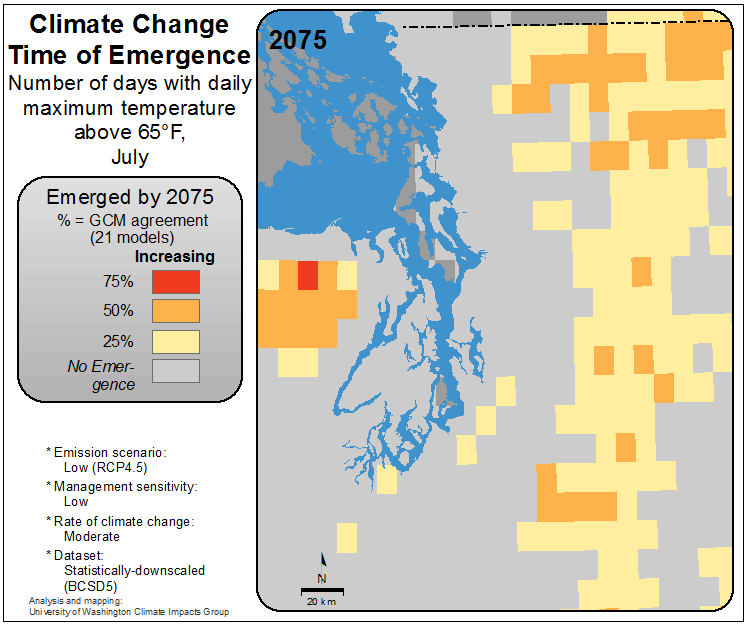 Climate Change
Time of Emergence
Number of days with daily
maximum temperature
above 65°F,
July
2075
Emerged by 2075
% = GCM agreement
(21 models)
Increasing
75%
50%
25%
No Emer-
gence
* Emission scenario:
Low (RCP4.5)
* Management sensitivity:
Low
* Rate of climate change:
Moderate
* Dataset:
Statistically-downscaled
(BCSD5)
Analysis and mapping:
University of Washington Climate Impacts Group
N
20 km